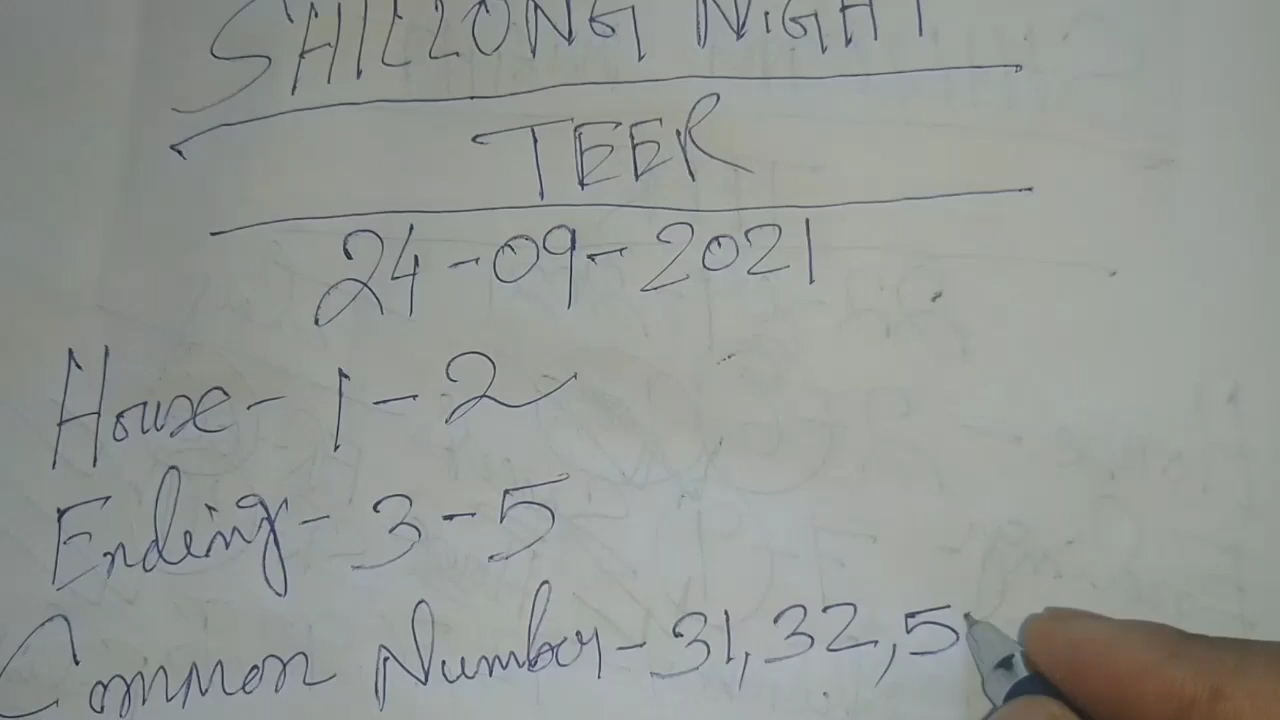 SHILLONG NIGHT
TEER
24-09-2021
House- 1-2
Ending- 3-5
Common Number- 31, 32, 5